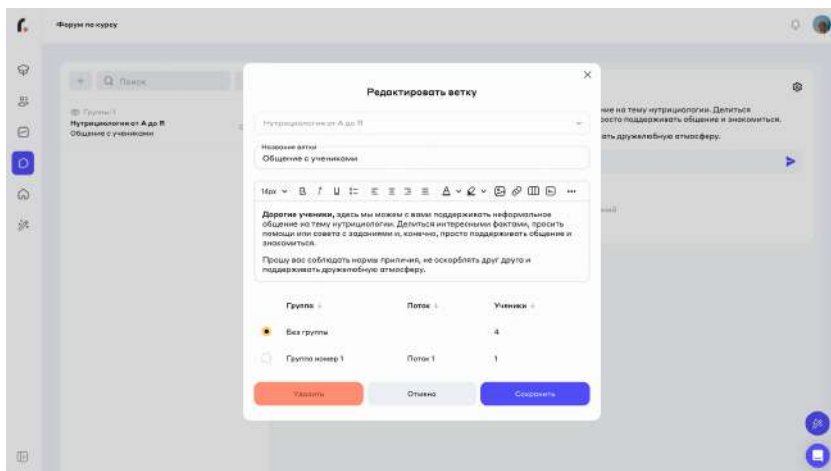 Форум по курсу
Поиск
Группы: 1
Нутрициология от А до Я
Общение с учениками
Редактировать ветку
Нутрициология от А до Я
Название ветки
Общение с учениками
16px
Дорогие ученики, здесь мы можем с вами поддерживать неформальное
общение на тему нутрициологии. Делиться интересными фактами, просить
помощи или совета с заданиями и, конечно, просто поддерживать общение и
знакомиться.
Прошу вас соблюдать нормы приличия, не оскорблять друг друга и
поддерживать дружелюбную атмосферу.
Группа
Поток
Ученики
Без группы
4
Группа номер 1
Поток 1
1
Удалить
Отмена
Сохранить
на тему нутрициологии. Делиться
поддерживать общение и знакомиться.
дружелюбную атмосферу.